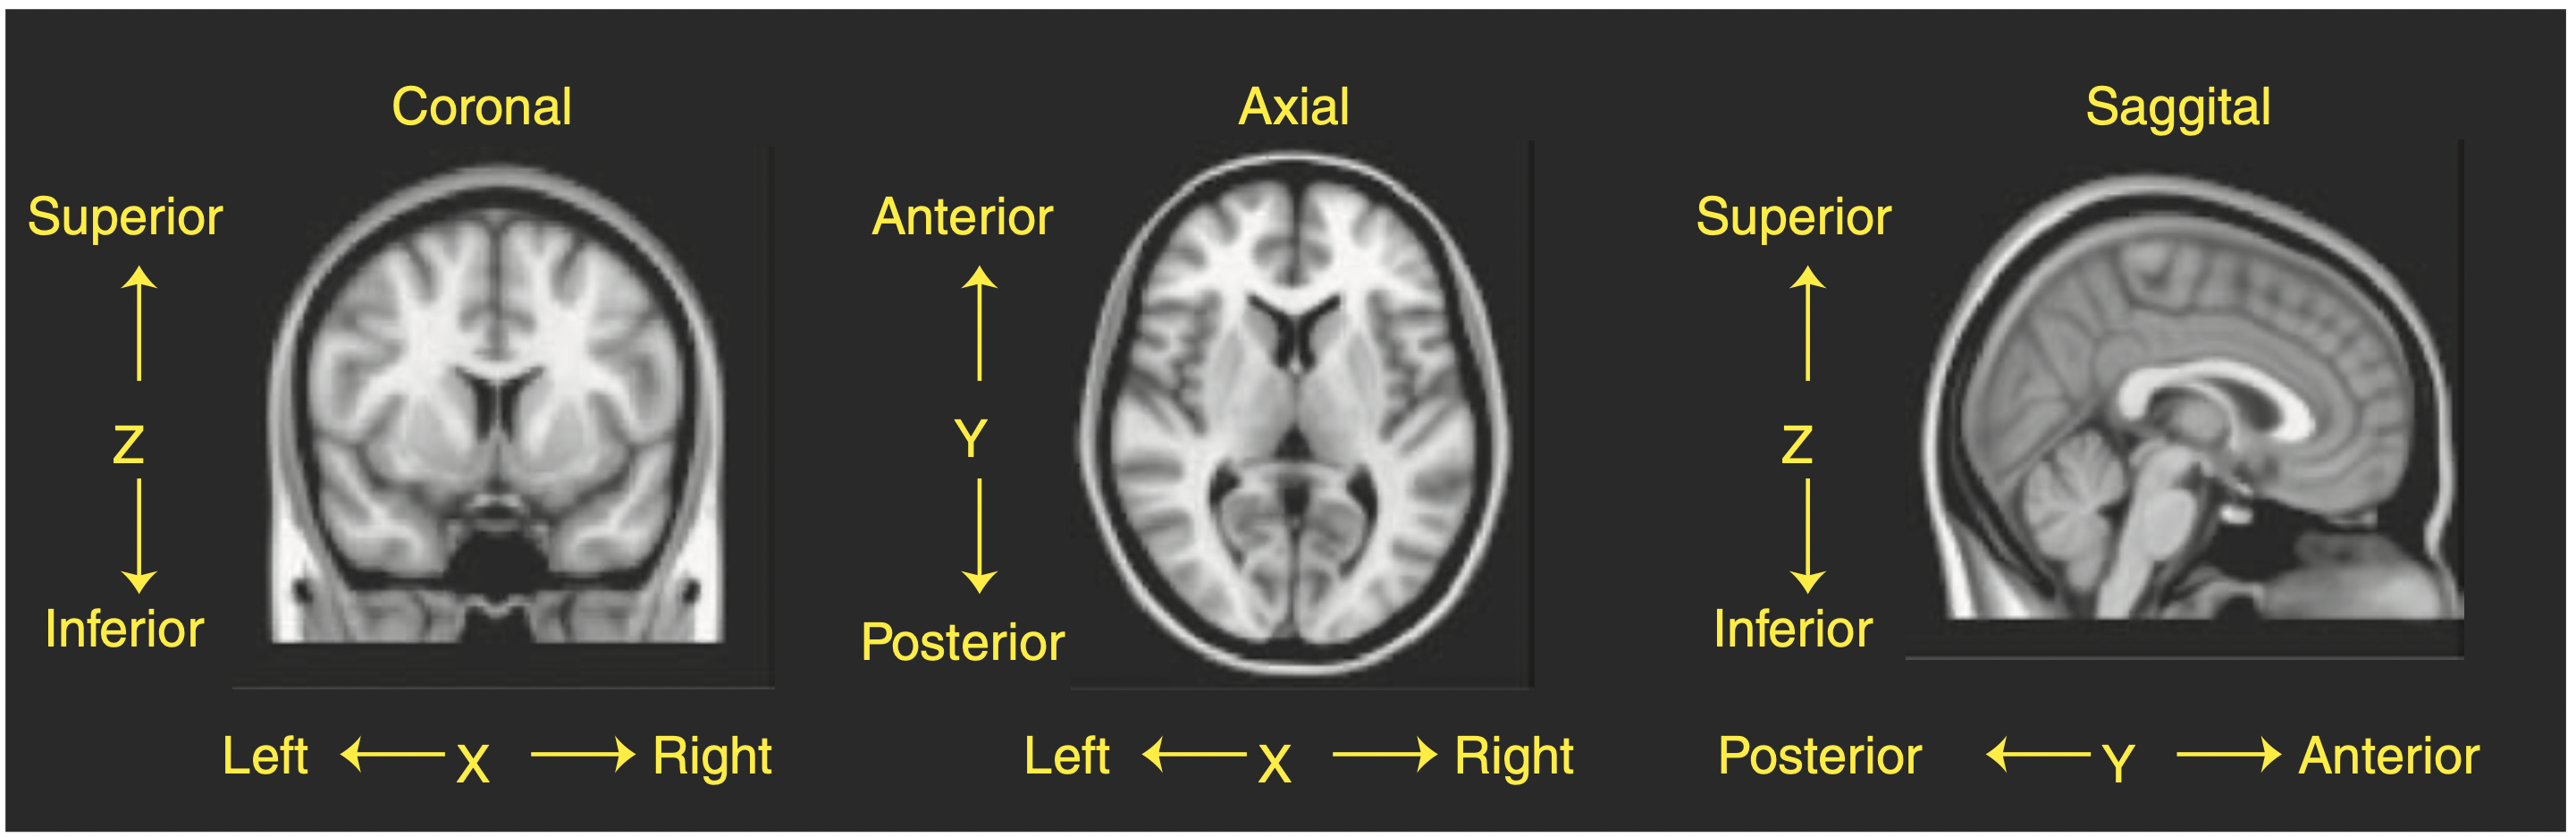 Coronal
Superior
Z
Inferior
Left X Right
Axial
Anterior
Y
Posterior
Left X Right
Saggital
Superior
Z
Inferior
Posterior Y Anterior